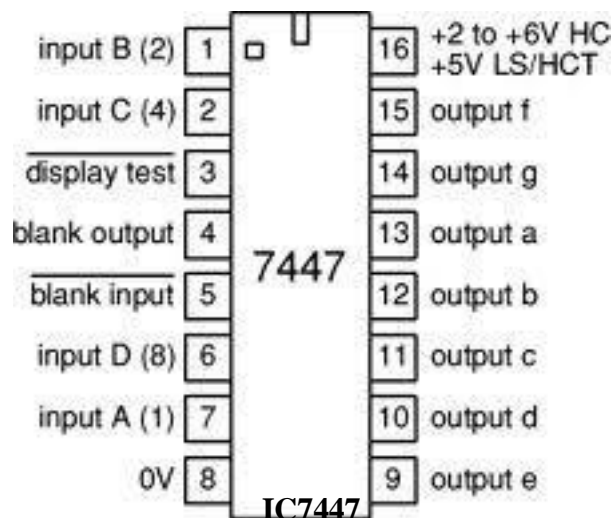 input B (2) 1
input C (4) 2
display test 3
blank output 4
blank input 5
input D (8) 6
input A (1) 7
0V 8
7447
IC7447
16 +2 to +6V HC
+5V LS/HCT
15 output f
14 output g
13 output a
12 output b
11 output c
10 output d
9 output e